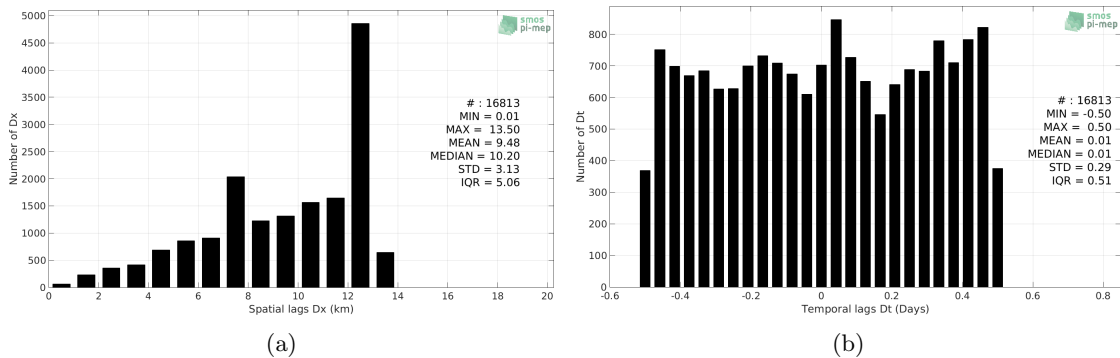 5000
4500
4000
3500
3000
2500
2000
1500
1000
500
0
Number of Dx
0 2 4 6 8 10 12 14 16 18 20
Spatial lags Dx (km)
smos
pi-mep
# : 16813
MIN = 0.01
MAX = 13.50
MEAN = 9.48
MEDIAN = 10.20
STD = 3.13
IQR = 5.06
(a)
800
700
600
500
400
300
200
100
0
Number of Dt
-0.6 -0.4 -0.2 0 0.2 0.4 0.6 0.8
Temporal lags Dt (Days)
smos
pi-mep
# : 16813
MIN = -0.50
MAX = 0.50
MEAN = 0.01
MEDIAN = 0.01
STD = 0.29
IQR = 0.51
(b)